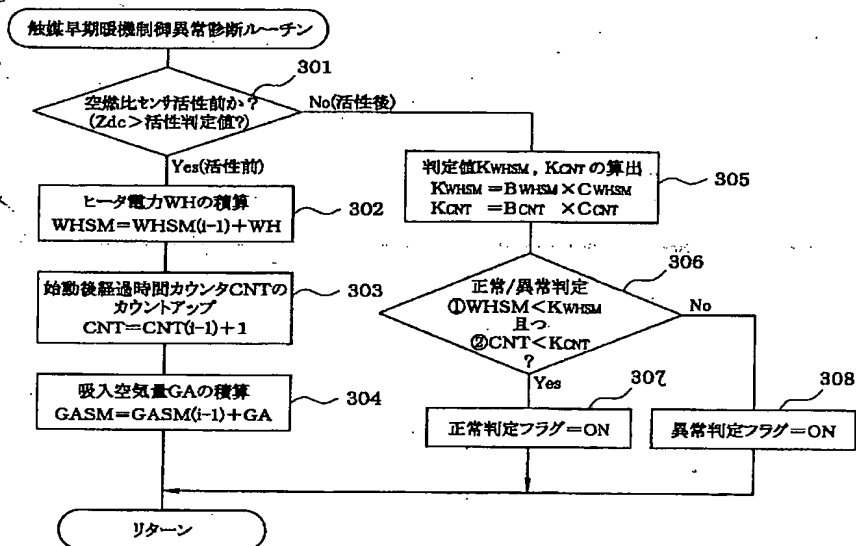 触媒早期暖機制御異常診断ルーチン
301
空燃比センサ活性前か?
(Zdc>活性判定値?)
No(活性後)
Yes(活性前)
ヒータ電力WHの積算
WHSM=WHSM(i-1)+WH
302
始動後経過時間カウンタCNTの
カウントアップ
CNT=CNT(i-1)+1
303
吸入空気量GAの積算
GASM=GASM(i-1)+GA
304
判定値KWHSM, KCNTの算出
KWHSM=BWHSM×CWHSM
KCNT =BCNT ×CCNT
305
306
正常/異常判定
①WHSM<KWHSM
且つ
②CNT<KCNT
?
No
Yes
307
正常判定フラグ=ON
308
異常判定フラグ=ON
リターン